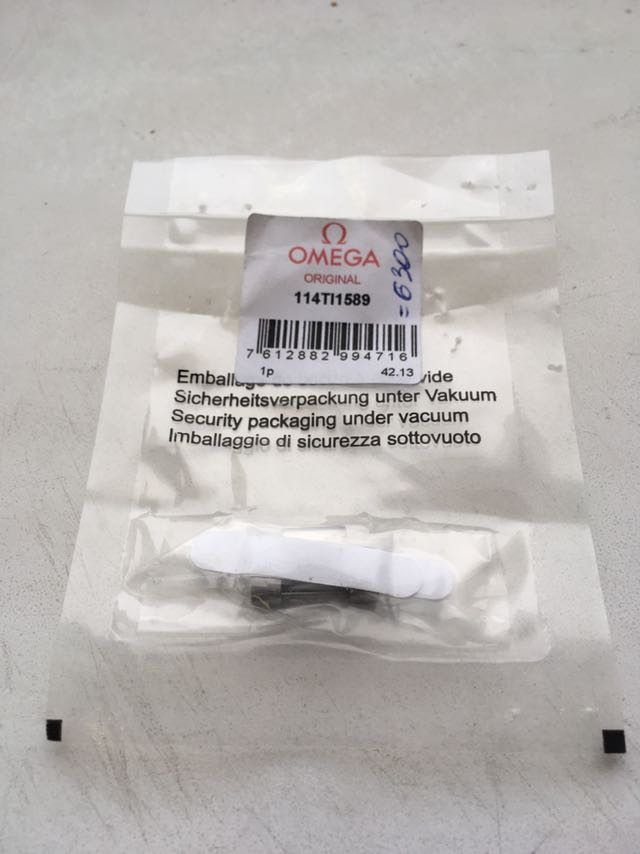 Ω
OMEGA
ORIGINAL
114TI1589
=6300
7 612882 994716
1p 42.13
Sicherheitsverpackung unter Vakuum
Security packaging under vacuum
Imballaggio di sicurezza sottovuoto